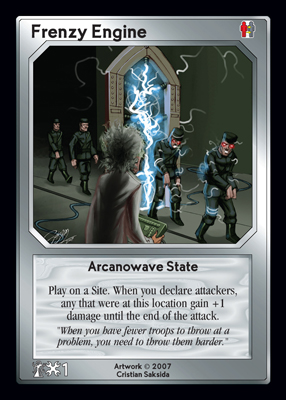 Frenzy Engine
Arcanowave State
Play on a Site. When you declare attackers,
any that were at this location gain +1
damage until the end of the attack.
"When you have fewer troops to throw at a
problem, you need to throw them harder."
1
Artwork © 2007
Cristian Saksida